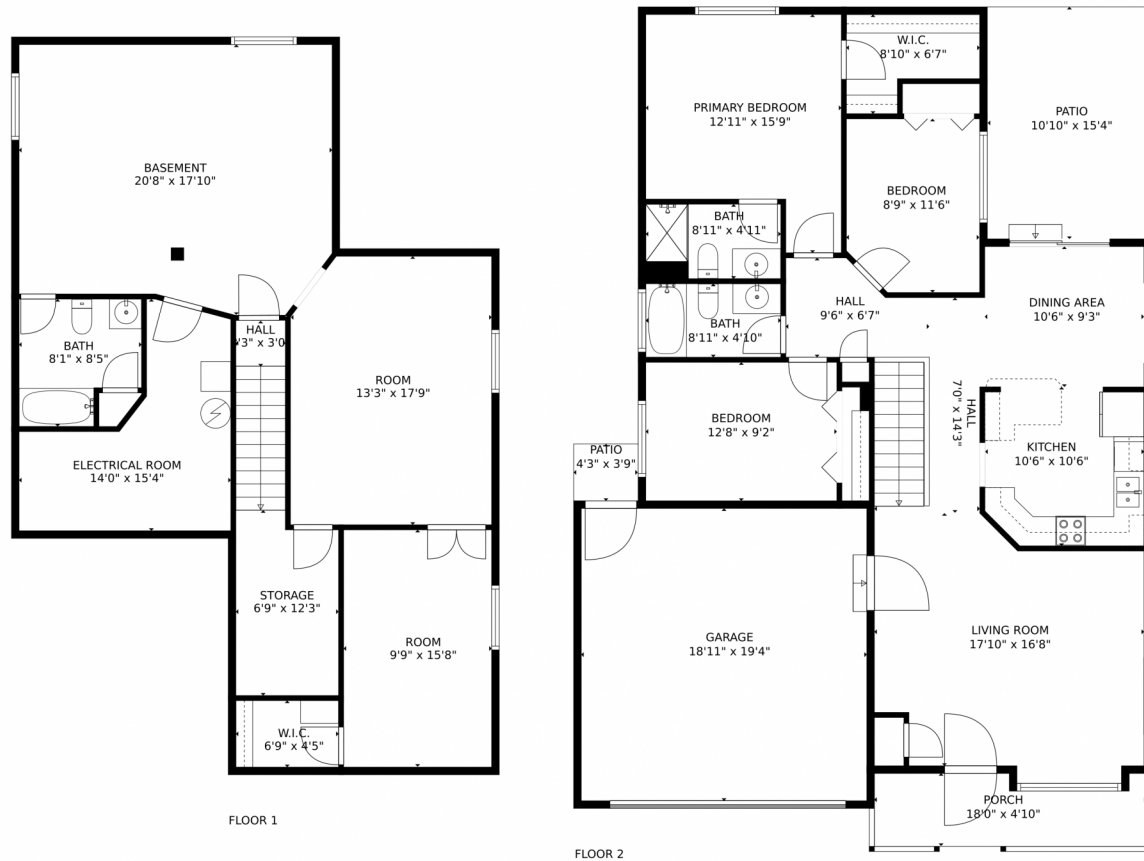 BASEMENT
20'8" x 17'10"
BATH
8'1" x 8'5"
HALL
'3" x 3'0
ROOM
13'3" x 17'9"
ELECTRICAL ROOM
14'0" x 15'4"
STORAGE
6'9" x 12'3"
ROOM
9'9" x 15'8"
W.I.C.
6'9" x 4'5"
FLOOR 1
W.I.C.
8'10" x 6'7"
PRIMARY BEDROOM
12'11" x 15'9"
PATIO
10'10" x 15'4"
BEDROOM
8'9" x 11'6"
BATH
8'11" x 4'11"
HALL
9'6" x 6'7"
DINING AREA
10'6" x 9'3"
BATH
8'11" x 4'10"
HALL
7'0" x 14'3"
BEDROOM
12'8" x 9'2"
KITCHEN
10'6" x 10'6"
PATIO
4'3" x 3'9"
GARAGE
18'11" x 19'4"
LIVING ROOM
17'10" x 16'8"
PORCH
18'0" x 4'10"
FLOOR 2